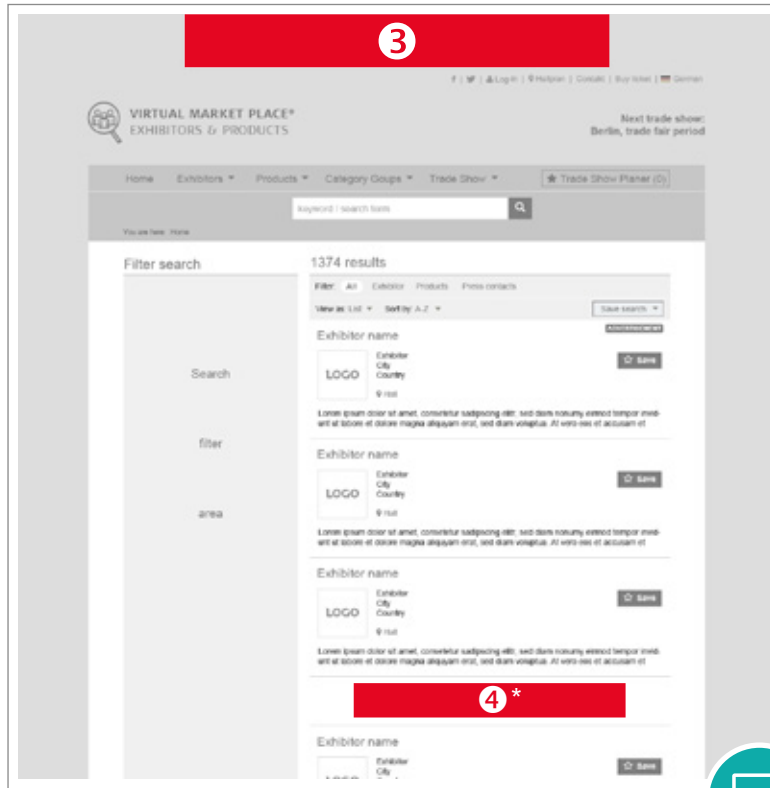 3
f | | Log-in | Hallplan | Contakt | Buy ticket | German
VIRTUAL MARKET PLACE®
EXHIBITORS & PRODUCTS
Next trade show:
Berlin, trade fair period
Home Exhibitors Products Category Goups Trade Show Trade Show Planer (0)
keyword / search form
You are here: Home
Filter search
1374 results
Filter: All Exhibitor Products Press contacts
View as: List Sort by: A-Z Save search
ADVERTISEMENT
Exhibitor name
LOGO
Exhibitor
City
Country
Hall
Save
Lorem ipsum dolor sit amet, consetetur sadipscing elitr, sed diam nonumy eirmod tempor invid-
unt ut labore et dolore magna aliquyam erat, sed diam voluptua. At vero eos et accusam et
Exhibitor name
LOGO
Exhibitor
City
Country
Hall
Save
Lorem ipsum dolor sit amet, consetetur sadipscing elitr, sed diam nonumy eirmod tempor invid-
unt ut labore et dolore magna aliquyam erat, sed diam voluptua. At vero eos et accusam et
Exhibitor name
LOGO
Exhibitor
City
Country
Hall
Save
Lorem ipsum dolor sit amet, consetetur sadipscing elitr, sed diam nonumy eirmod tempor invid-
unt ut labore et dolore magna aliquyam erat, sed diam voluptua. At vero eos et accusam et
4*
Exhibitor name
LOGO
Exhibitor
City
Country
Save
Search
filter
area